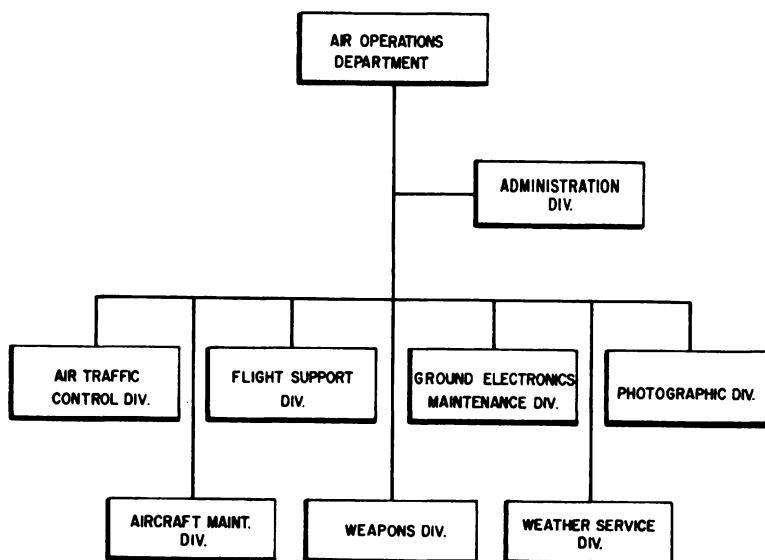 AIR OPERATIONS
DEPARTMENT
ADMINISTRATION
DIV.
AIR TRAFFIC
CONTROL DIV.
FLIGHT SUPPORT
DIV.
GROUND ELECTRONICS
MAINTENANCE DIV.
PHOTOGRAPHIC DIV.
AIRCRAFT MAINT.
DIV.
WEAPONS DIV.
WEATHER SERVICE
DIV.